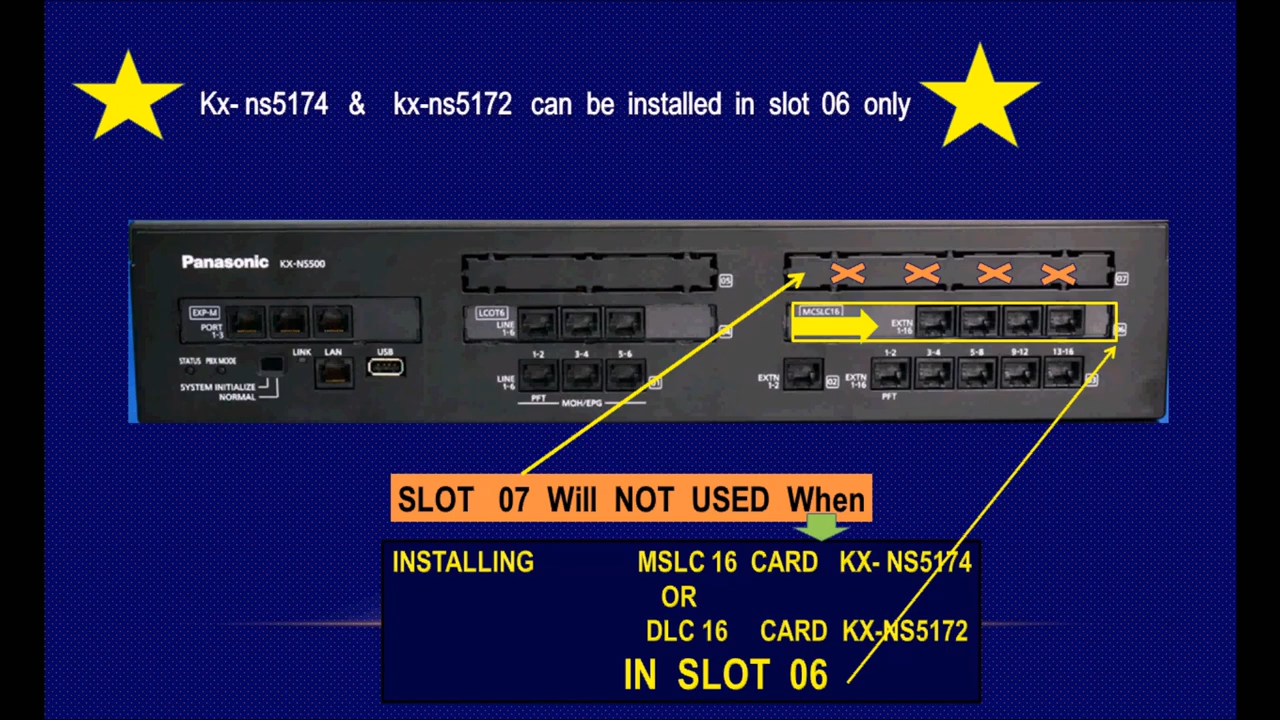 Kx- ns5174 & kx-ns5172 can be installed in slot 06 only
Panasonic KX-NS500
05
07
EXP-M
PORT
1-3
LCOT6
LINE
1-6
04
MCSLC16
EXTN
1-16
06
STATUS PBX MODE
LINK LAN USB
SYSTEM INITIALIZE
NORMAL
1-2 3-4 5-6
LINE
1-6
01
PFT MOH/EPG
EXTN
1-2
02
EXTN
1-16
1-2 3-4 5-8 9-12 13-16
03
PFT
SLOT 07 Will NOT USED When
INSTALLING MSLC 16 CARD KX- NS5174
OR
DLC 16 CARD KX-NS5172
IN SLOT 06